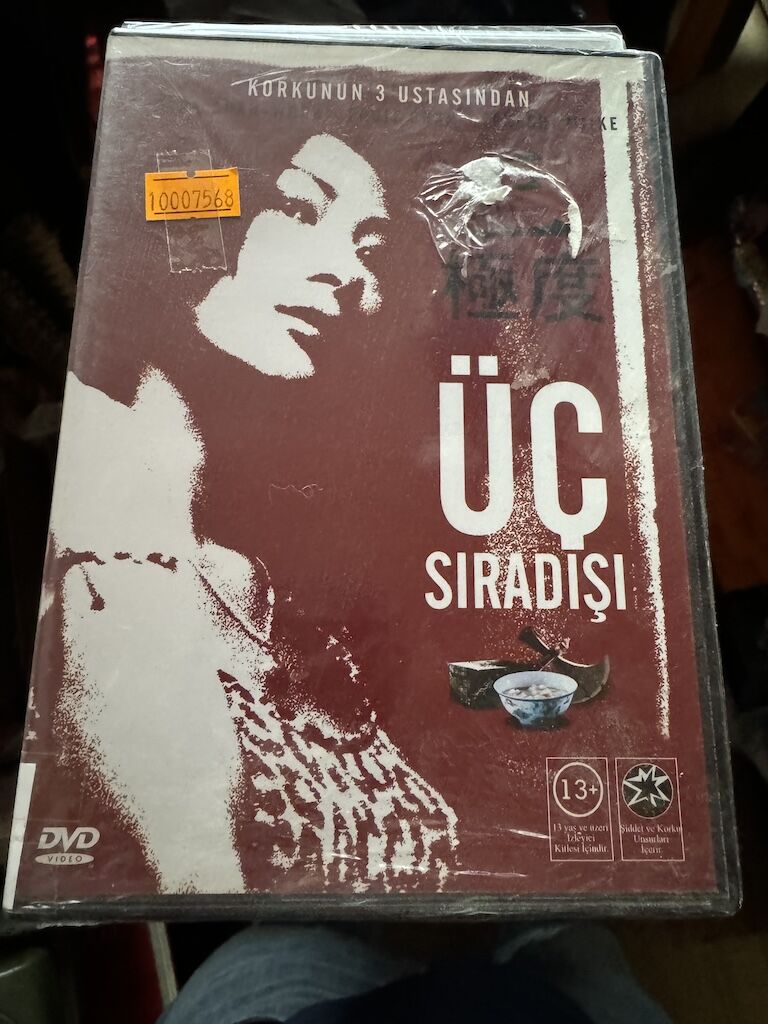 KORKUNUN 3 USTASINDAN
10007568
極度
ÜÇ
SIRADIŞI
13+
13 yaş ve üzeri
İzleyici
Kitlesi İçindir.
Şiddet ve Korku
Unsurları
İçerir.
DVD
VIDEO